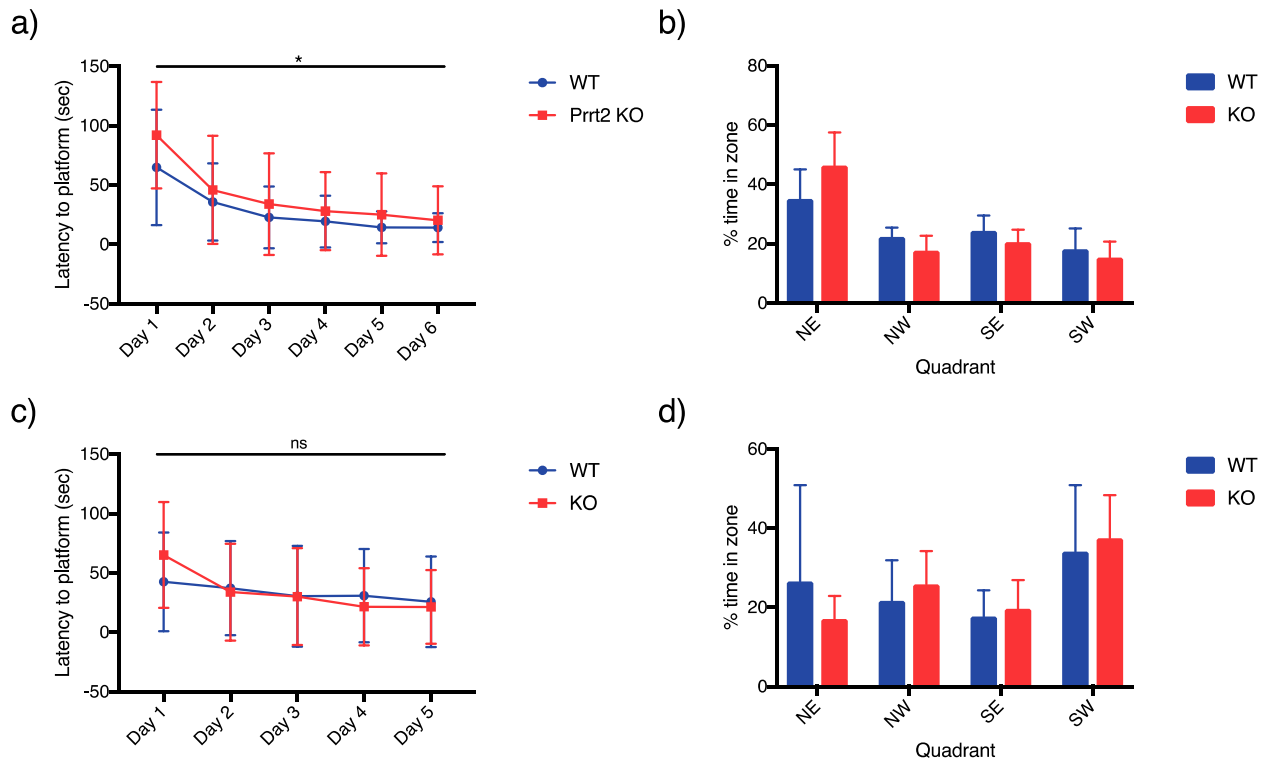 a)
150
100
50
0
-50
Latency to platform (sec)
*
Day 1
Day 2
Day 3
Day 4
Day 5
Day 6
WT
Prrt2 KO
b)
80
60
40
20
0
% time in zone
NE
NW
SE
SW
Quadrant
WT
KO
c)
150
100
50
0
-50
Latency to platform (sec)
ns
Day 1
Day 2
Day 3
Day 4
Day 5
WT
KO
d)
60
40
20
0
% time in zone
NE
NW
SE
SW
Quadrant
WT
KO